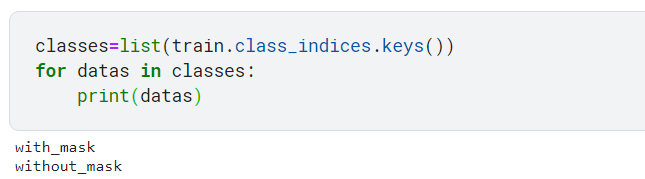 classes=list(train.class_indices.keys())
for datas in classes:
    print(datas)
with_mask
without_mask